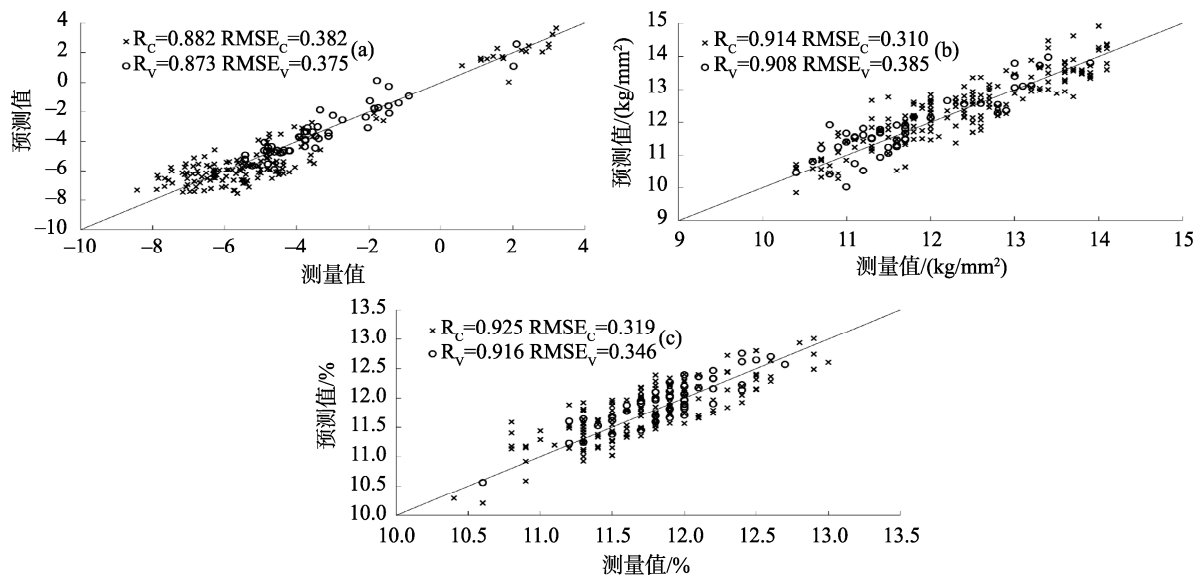 4
2
0
−2
−4
−6
−8
−10
预测值
× R_C=0.882 RMSE_C=0.382
○ R_V=0.873 RMSE_V=0.375
(a)
−10 −8 −6 −4 −2 0 2 4
测量值
15
14
13
12
11
10
9
预测值/(kg/mm²)
× R_C=0.914 RMSE_C=0.310
○ R_V=0.908 RMSE_V=0.385
(b)
9 10 11 12 13 14 15
测量值/(kg/mm²)
13.5
13.0
12.5
12.0
11.5
11.0
10.5
10.0
预测值/%
× R_C=0.925 RMSE_C=0.319
○ R_V=0.916 RMSE_V=0.346
(c)
10.0 10.5 11.0 11.5 12.0 12.5 13.0 13.5
测量值/%